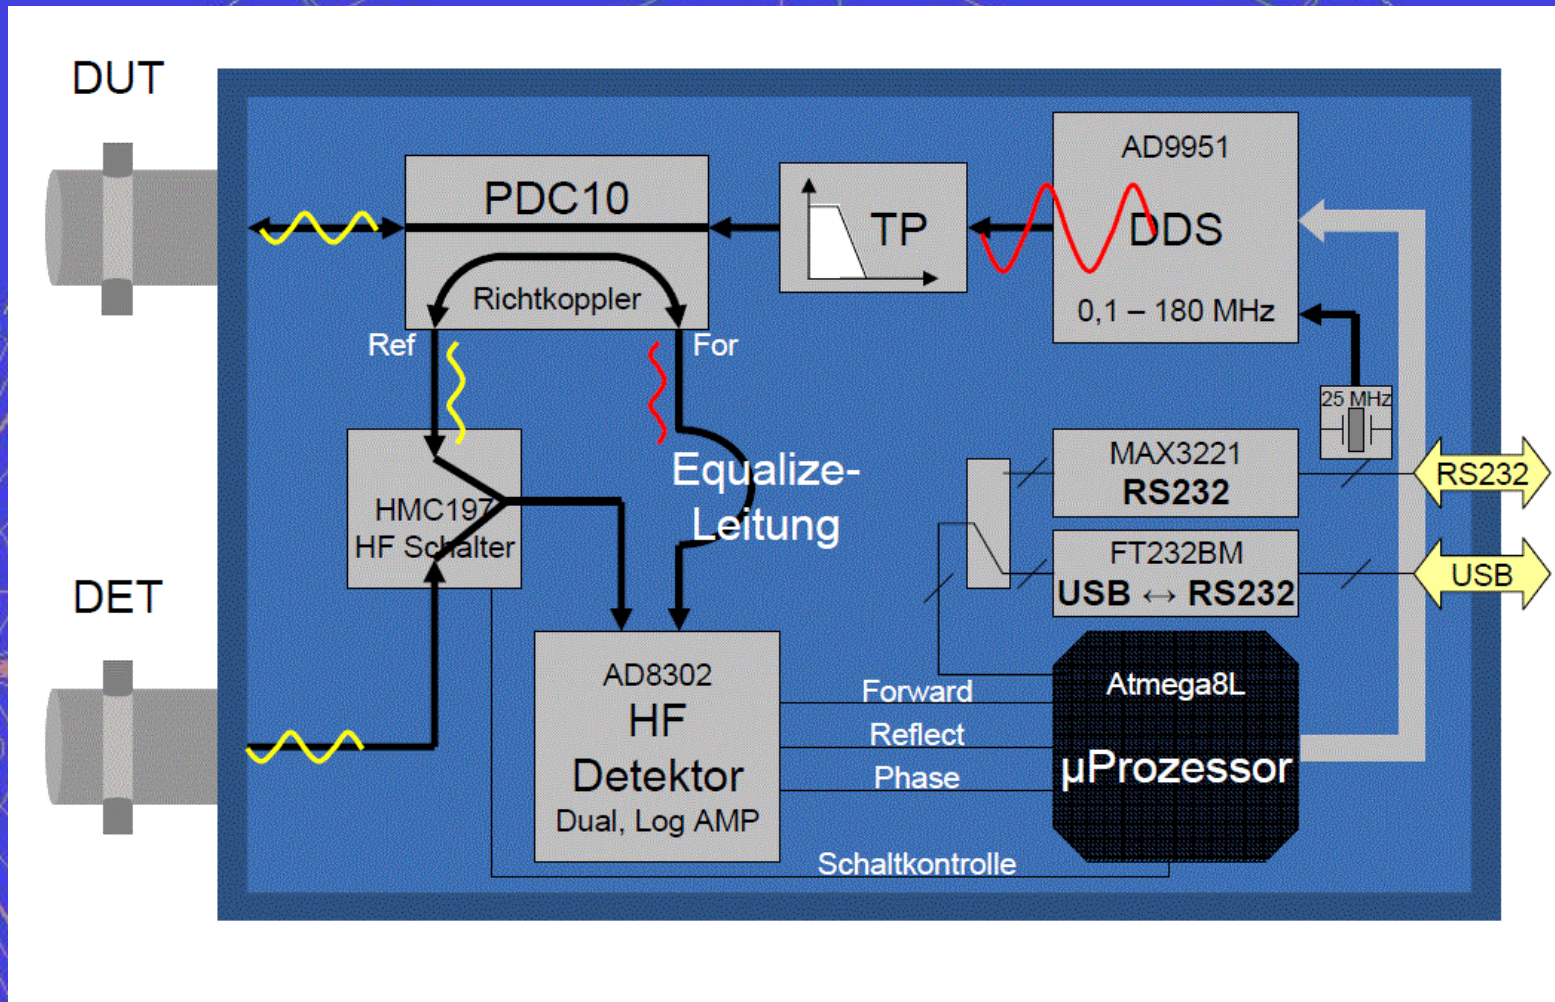 DUT
PDC10
Richtkoppler
Ref
For
TP
AD9951
DDS
0,1 – 180 MHz
25 MHz
HMC197
HF Schalter
Equalize-
Leitung
MAX3221
RS232
RS232
FT232BM
USB ↔ RS232
USB
DET
AD8302
HF
Detektor
Dual, Log AMP
Forward
Reflect
Phase
Atmega8L
µProzessor
Schaltkontrolle